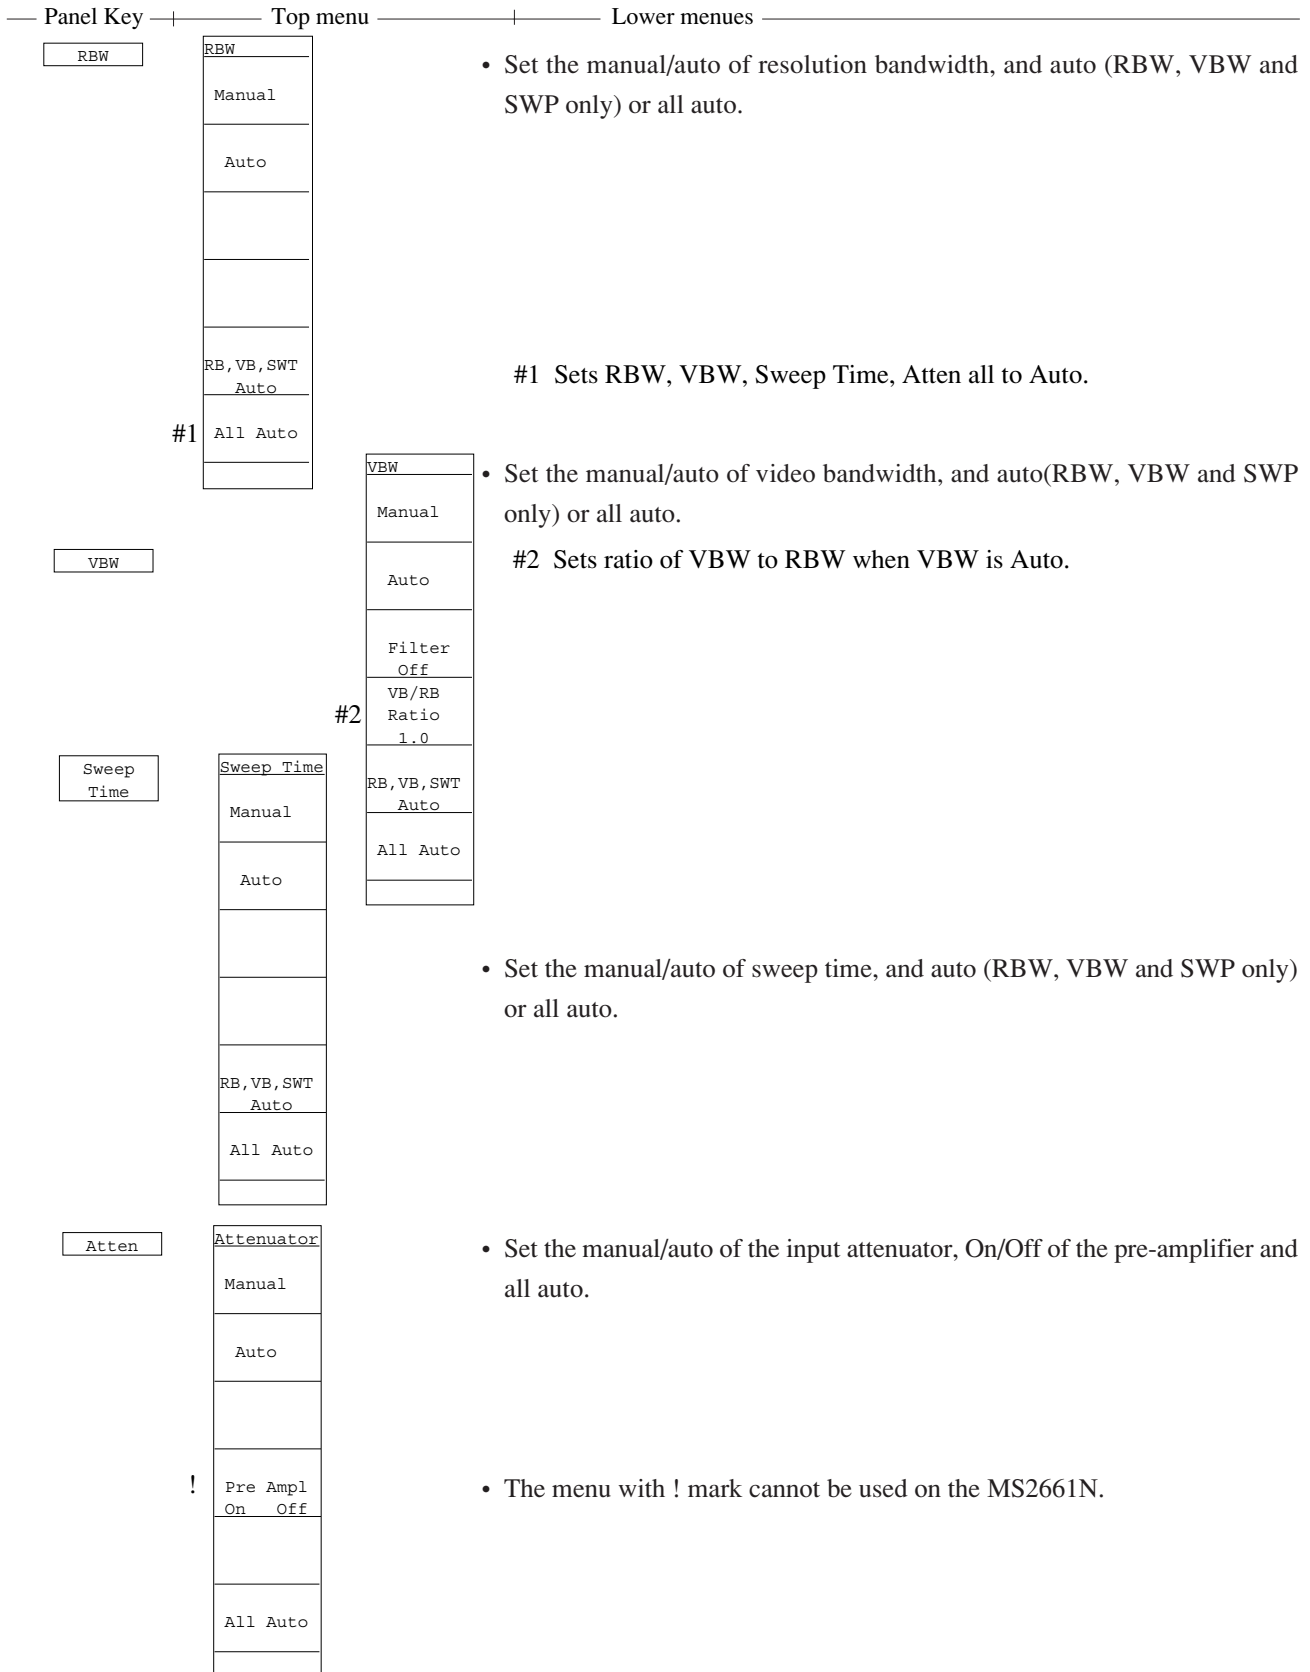 Panel Key
Top menu
Lower menues
RBW
RBW
Manual
Auto
RB,VB,SWT
Auto
#1
All Auto
• Set the manual/auto of resolution bandwidth, and auto (RBW, VBW and
SWP only) or all auto.
#1 Sets RBW, VBW, Sweep Time, Atten all to Auto.
VBW
VBW
Manual
Auto
Filter
Off
#2
VB/RB
Ratio
1.0
RB,VB,SWT
Auto
All Auto
• Set the manual/auto of video bandwidth, and auto(RBW, VBW and SWP
only) or all auto.
#2 Sets ratio of VBW to RBW when VBW is Auto.
Sweep
Time
Sweep Time
Manual
Auto
RB,VB,SWT
Auto
All Auto
• Set the manual/auto of sweep time, and auto (RBW, VBW and SWP only)
or all auto.
Atten
Attenuator
Manual
Auto
!
Pre Ampl
On Off
All Auto
• Set the manual/auto of the input attenuator, On/Off of the pre-amplifier and
all auto.
• The menu with ! mark cannot be used on the MS2661N.